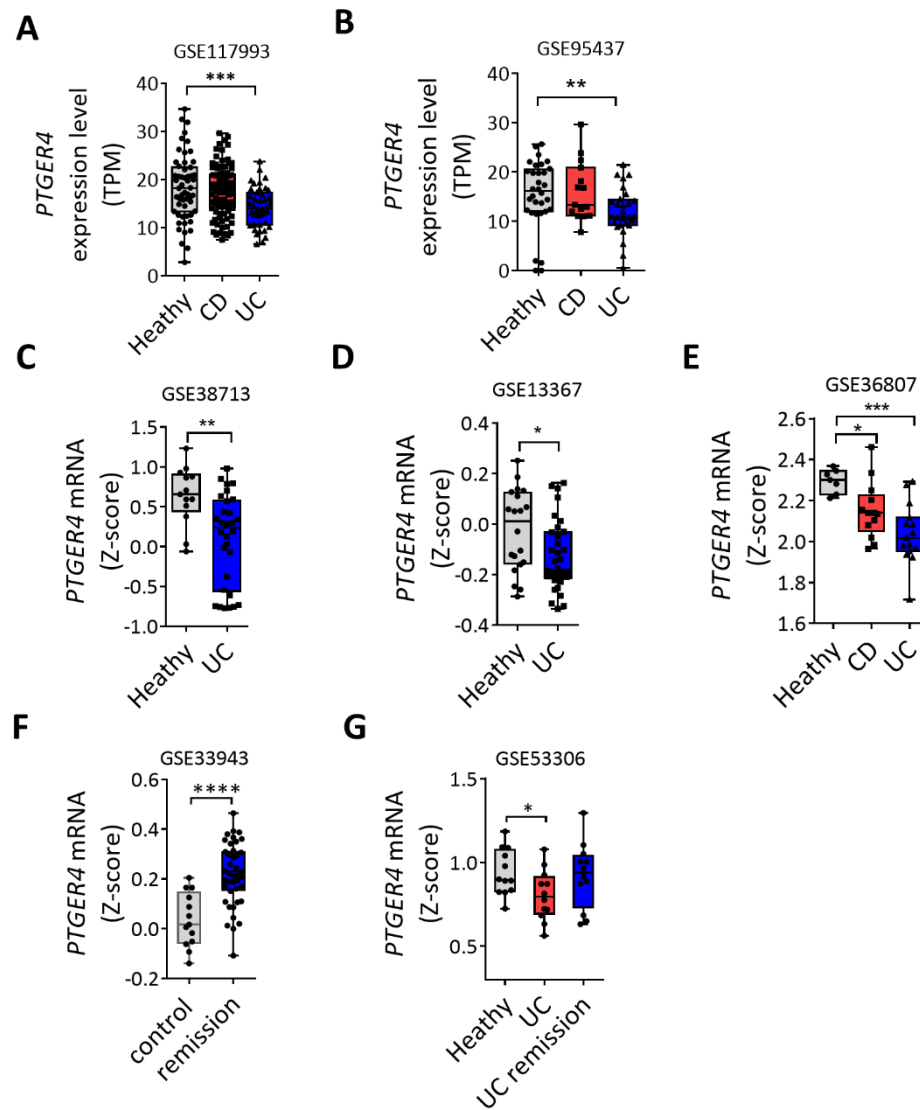 A
GSE117993
***
PTGER4
expression level
(TPM)
40
30
20
10
0
Heathy
CD
UC
B
GSE95437
**
PTGER4
expression level
(TPM)
40
30
20
10
0
Heathy
CD
UC
C
GSE38713
**
PTGER4 mRNA
(Z-score)
1.5
1.0
0.5
0.0
-0.5
-1.0
Heathy
UC
D
GSE13367
*
PTGER4 mRNA
(Z-score)
0.4
0.2
0.0
-0.2
-0.4
Heathy
UC
E
GSE36807
***
*
PTGER4 mRNA
(Z-score)
2.6
2.4
2.2
2.0
1.6
Heathy
CD
UC
F
GSE33943
****
PTGER4 mRNA
(Z-score)
0.6
0.4
0.2
0.0
-0.2
control
remission
G
GSE53306
*
PTGER4 mRNA
(Z-score)
1.5
1.0
0.5
Heathy
UC
UC remission